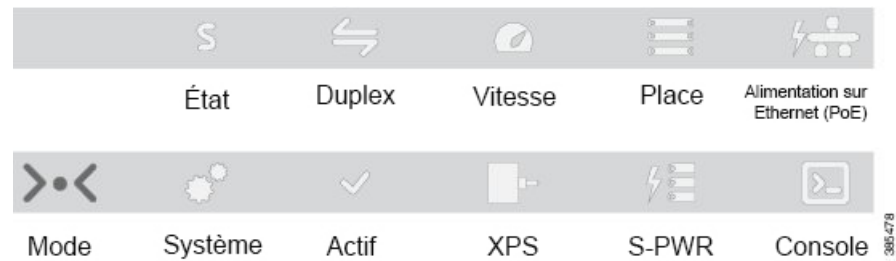 S
État Duplex Vitesse Place Alimentation sur
Ethernet (PoE)
Mode Système Actif XPS S-PWR Console
385478